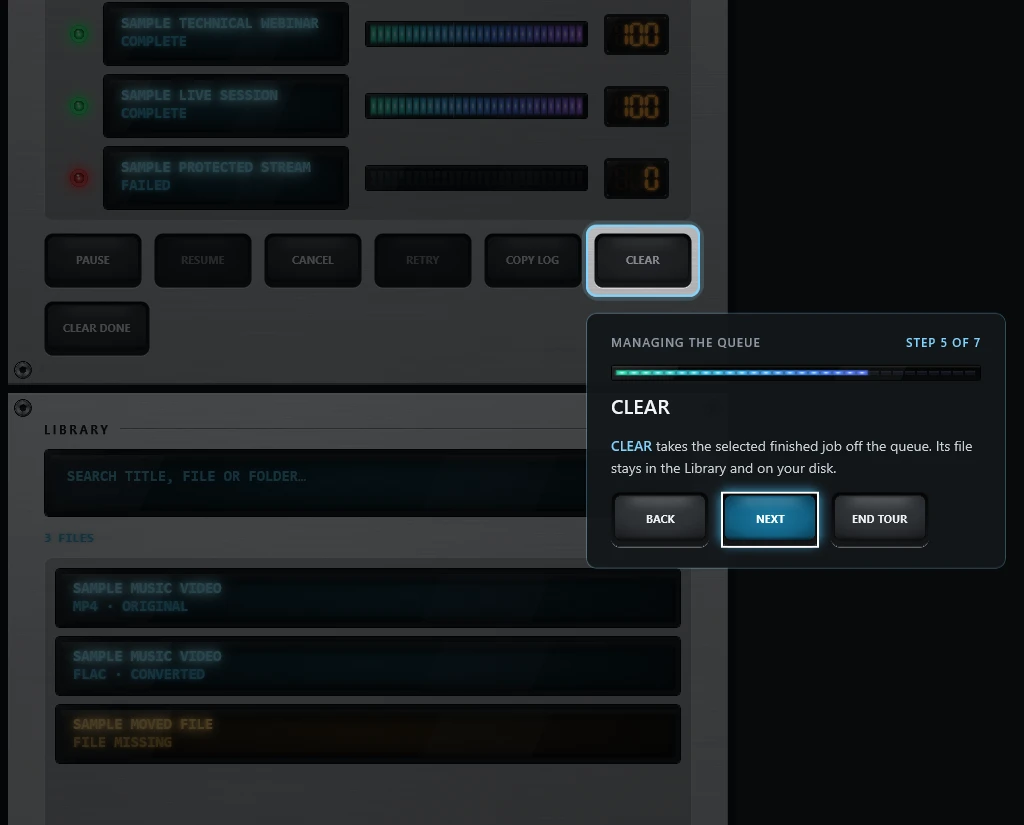 SAMPLE TECHNICAL WEBINAR
COMPLETE
100
SAMPLE LIVE SESSION
COMPLETE
100
SAMPLE PROTECTED STREAM
FAILED
0
PAUSE
RESUME
CANCEL
RETRY
COPY LOG
CLEAR
CLEAR DONE
MANAGING THE QUEUE
STEP 5 OF 7
CLEAR
CLEAR takes the selected finished job off the queue. Its file
stays in the Library and on your disk.
BACK
NEXT
END TOUR
LIBRARY
SEARCH TITLE, FILE OR FOLDER…
3 FILES
SAMPLE MUSIC VIDEO
MP4 · ORIGINAL
SAMPLE MUSIC VIDEO
FLAC · CONVERTED
SAMPLE MOVED FILE
FILE MISSING